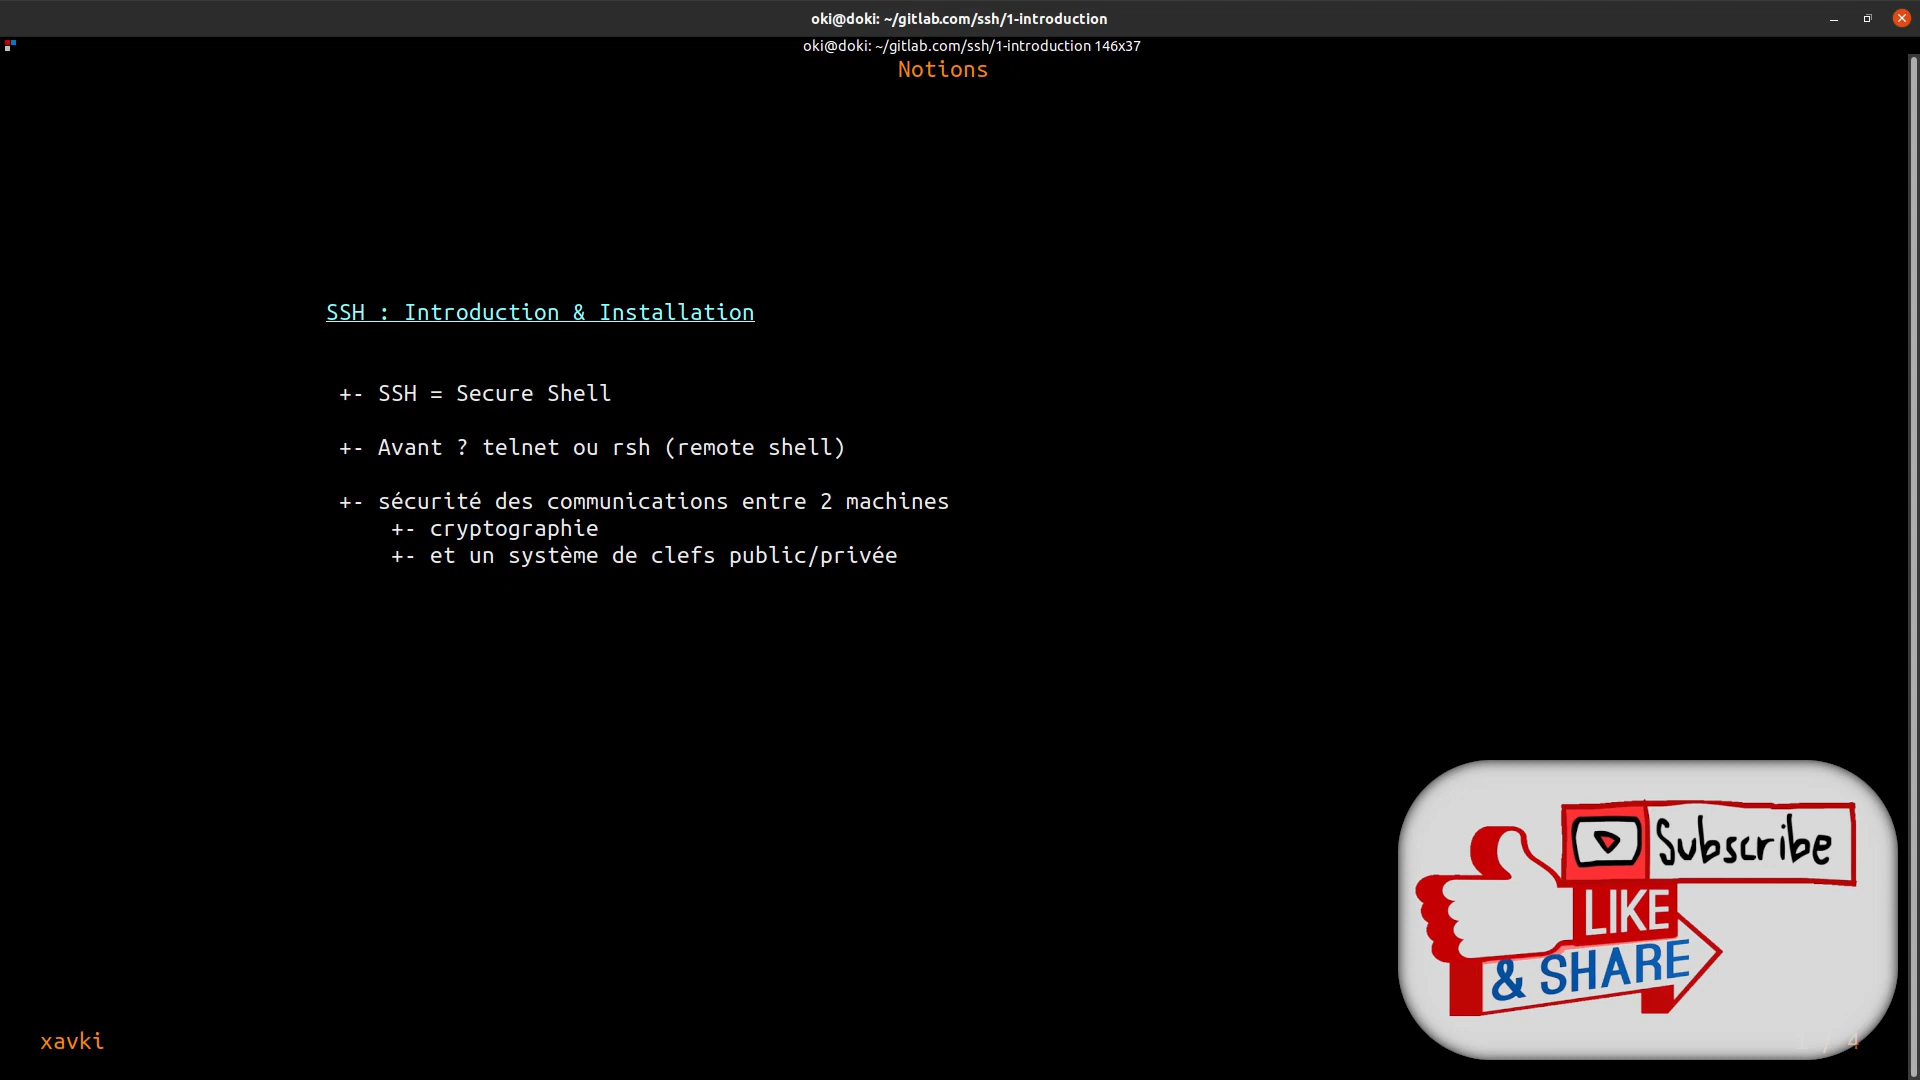 oki@doki: ~/gitlab.com/ssh/1-introduction
oki@doki: ~/gitlab.com/ssh/1-introduction 146x37
Notions
SSH : Introduction & Installation
+- SSH = Secure Shell
+- Avant ? telnet ou rsh (remote shell)
+- sécurité des communications entre 2 machines
+- cryptographie
+- et un système de clefs public/privée
Subscribe
LIKE
& SHARE
xavki
/ 4